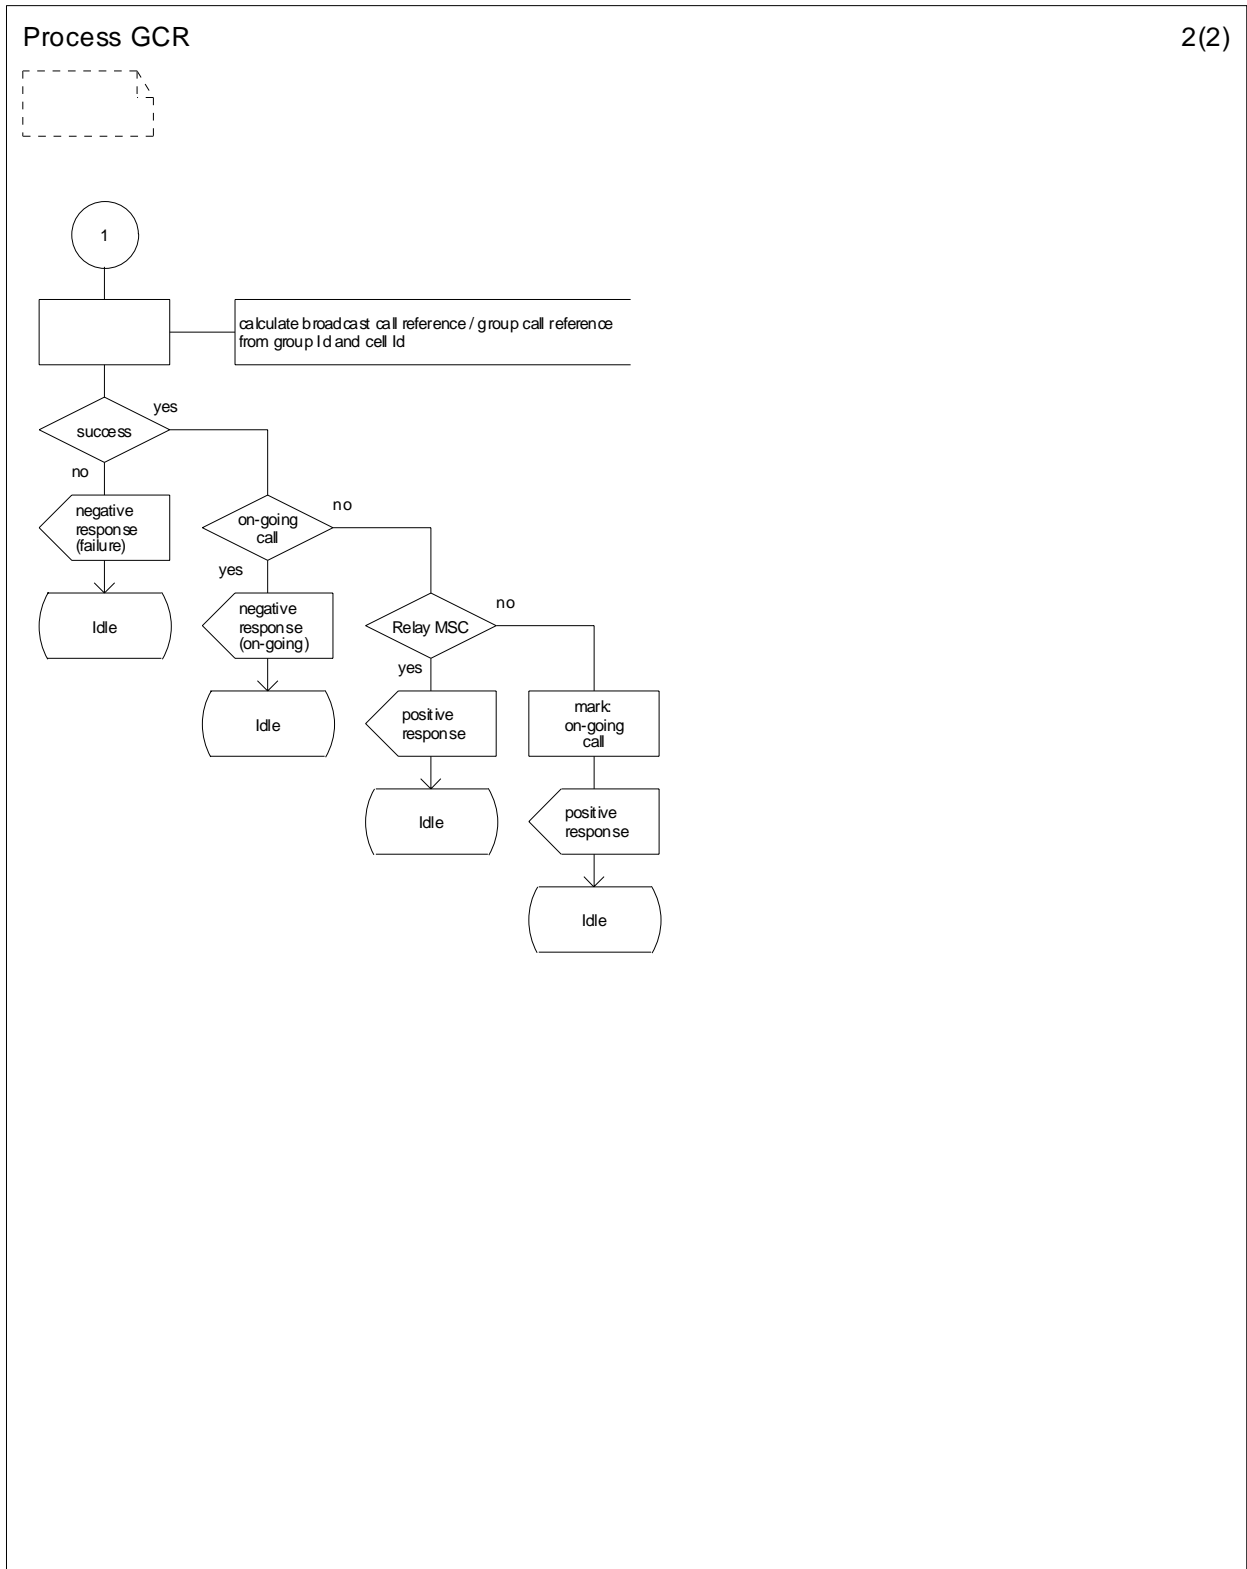 Process GCR
2(2)
1
calculate broadcast call reference / group call reference
from group Id and cell Id
yes
success
no
negative
response
(failure)
Idle
no
on-going
call
yes
negative
response
(on-going)
Idle
no
Relay MSC
yes
positive
response
Idle
mark:
on-going
call
positive
response
Idle